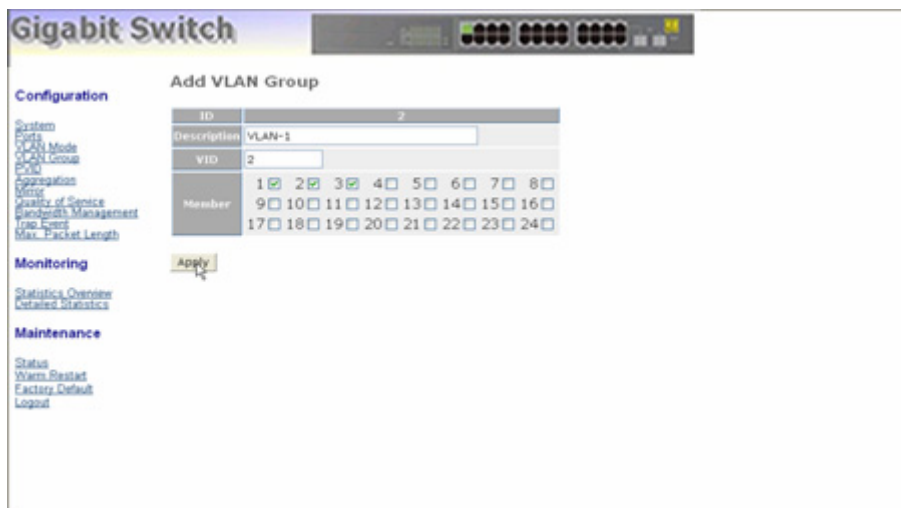 Gigabit Switch
Configuration
System
Ports
VLAN Mode
VLAN Group
PVID
Aggregation
Mirror
Quality of Service
Bandwidth Management
Trap Event
Max. Packet Length
Monitoring
Statistics Overview
Detailed Statistics
Maintenance
Status
Warm Restart
Factory Default
Logout
Add VLAN Group
ID 2
Description VLAN-1
VID 2
Member
1 2 3 4 5 6 7 8
9 10 11 12 13 14 15 16
17 18 19 20 21 22 23 24
Apply